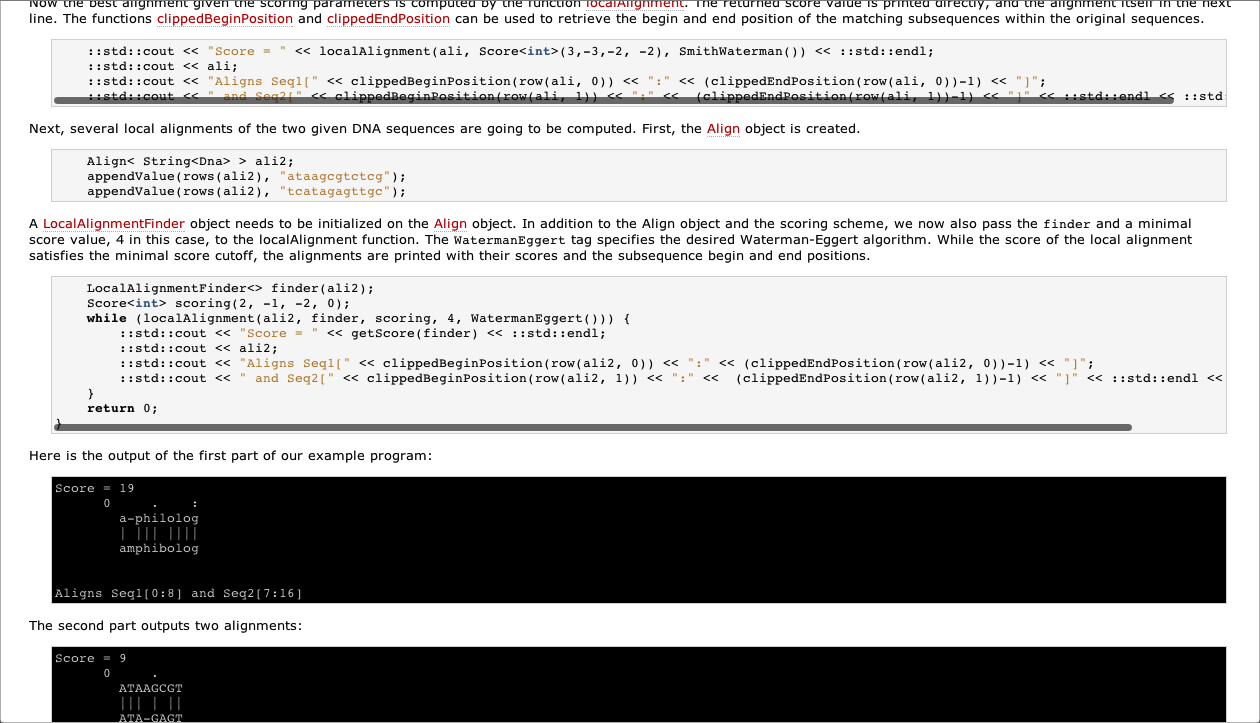 Now the best alignment given the scoring parameters is computed by the function localAlignment. The returned score value is printed directly, and the alignment itself in the next
line. The functions clippedBeginPosition and clippedEndPosition can be used to retrieve the begin and end position of the matching subsequences within the original sequences.
::std::cout << "Score = " << localAlignment(ali, Score<int>(3,-3,-2, -2), SmithWaterman()) << ::std::endl;
::std::cout << ali;
::std::cout << "Aligns Seq1[" << clippedBeginPosition(row(ali, 0)) << ":" << (clippedEndPosition(row(ali, 0))-1) << "]";
::std::cout << " and Seq2[" << clippedBeginPosition(row(ali, 1)) << ":" <<  (clippedEndPosition(row(ali, 1))-1) << "]" << ::std::endl << ::std:
Next, several local alignments of the two given DNA sequences are going to be computed. First, the Align object is created.
Align< String<Dna> > ali2;
appendValue(rows(ali2), "ataagcgtctcg");
appendValue(rows(ali2), "tcatagagttgc");
A LocalAlignmentFinder object needs to be initialized on the Align object. In addition to the Align object and the scoring scheme, we now also pass the finder and a minimal
score value, 4 in this case, to the localAlignment function. The WatermanEggert tag specifies the desired Waterman-Eggert algorithm. While the score of the local alignment
satisfies the minimal score cutoff, the alignments are printed with their scores and the subsequence begin and end positions.
LocalAlignmentFinder<> finder(ali2);
Score<int> scoring(2, -1, -2, 0);
while (localAlignment(ali2, finder, scoring, 4, WatermanEggert())) {
::std::cout << "Score = " << getScore(finder) << ::std::endl;
::std::cout << ali2;
::std::cout << "Aligns Seq1[" << clippedBeginPosition(row(ali2, 0)) << ":" << (clippedEndPosition(row(ali2, 0))-1) << "]";
::std::cout << " and Seq2[" << clippedBeginPosition(row(ali2, 1)) << ":" <<  (clippedEndPosition(row(ali2, 1))-1) << "]" << ::std::endl <<
}
return 0;
}
Here is the output of the first part of our example program:
Score = 19
0     .    :
a-philolog
| ||| ||||
amphibolog
Aligns Seq1[0:8] and Seq2[7:16]
The second part outputs two alignments:
Score = 9
0     .
ATAAGCGT
||| | ||
ATA-GAGT